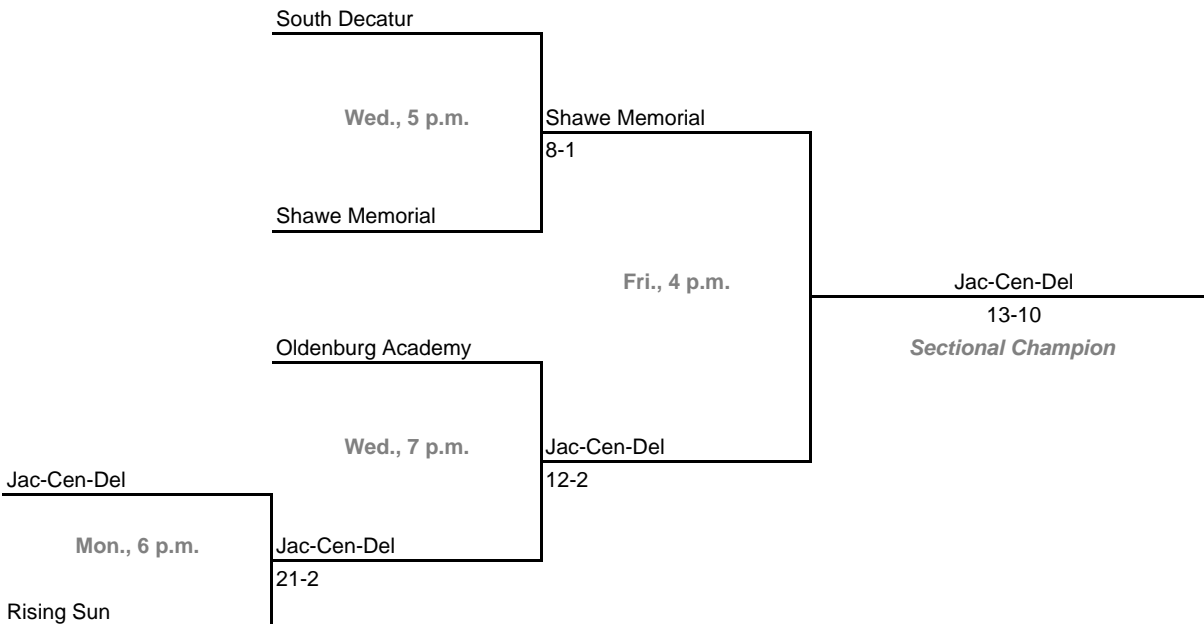 South Decatur
Wed., 5 p.m.
Shawe Memorial
8-1
Shawe Memorial
Fri., 4 p.m.
Jac-Cen-Del
13-10
Sectional Champion
Oldenburg Academy
Wed., 7 p.m.
Jac-Cen-Del
12-2
Jac-Cen-Del
Mon., 6 p.m.
Jac-Cen-Del
21-2
Rising Sun